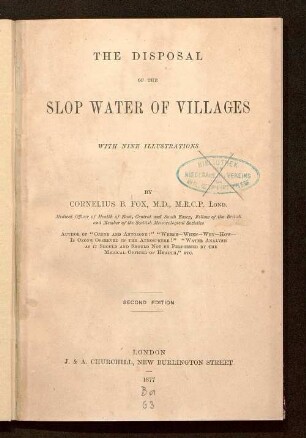 THE DISPOSAL
OF THE
SLOP WATER OF VILLAGES
WITH NINE ILLUSTRATIONS
BIBLIOTHEK
BY
CORNELIUS B. FOX, M.D., M.R.C.P., LOND.
Medical Officer of Health of East, Central and South Essex, Fellow of the British
and Member of the Scottish Meteorological Societies
AUTHOR OF "OZONE AND ANTOZONE:" "WHERE—WHEN—WHY—HOW—
IS OZONE OBSERVED IN THE ATMOSPHERE?" "WATER ANALYSIS
AS IT SHOULD AND SHOULD NOT BE PERFORMED BY THE
MEDICAL OFFICER OF HEALTH," ETC.
SECOND EDITION
LONDON
J. & A. CHURCHILL, NEW BURLINGTON STREET
1877
53